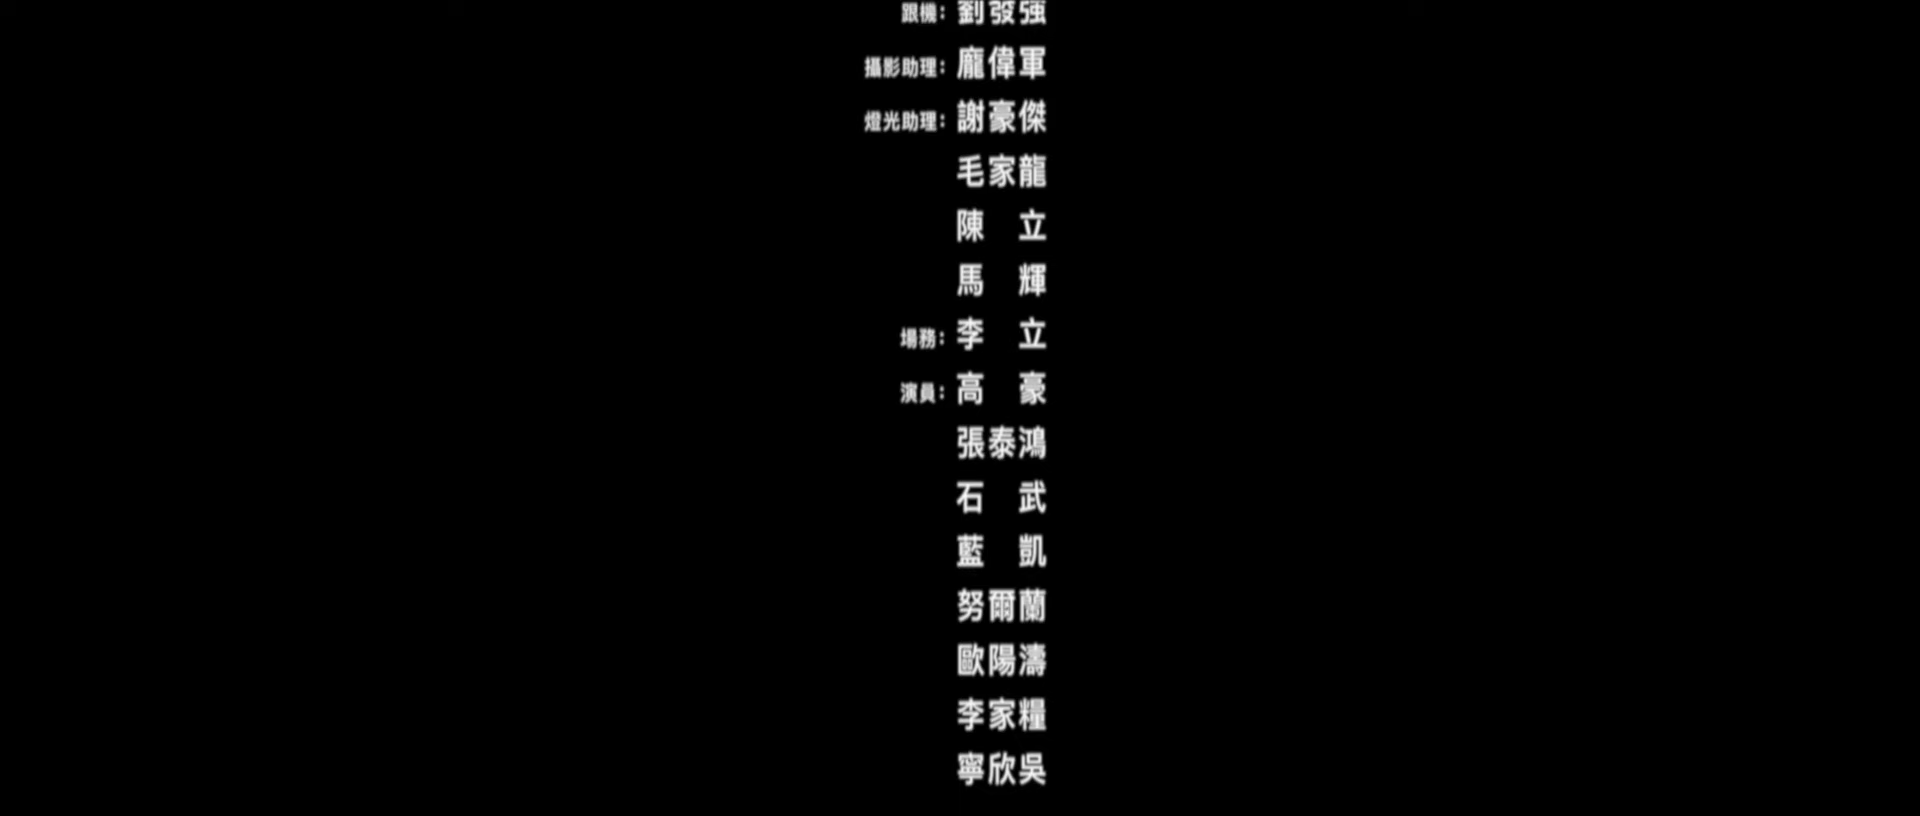 跟機：劉發強
攝影助理：龐偉軍
燈光助理：謝豪傑
毛家龍
陳　立
馬　輝
場務：李　立
演員：高　豪
張泰鴻
石　武
藍　凱
努爾蘭
歐陽濤
李家糧
寧欣吳